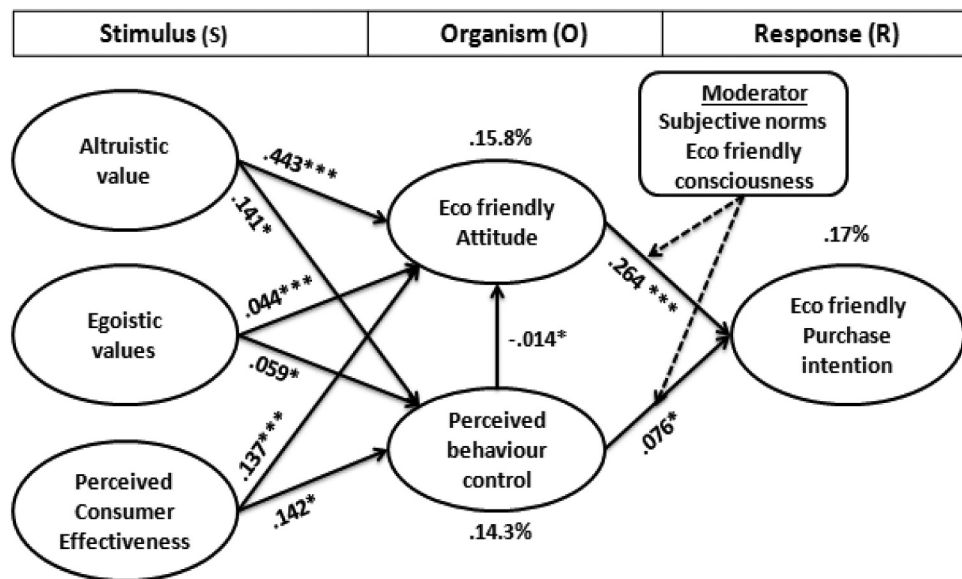 Stimulus (S)
Organism (O)
Response (R)
Altruistic
value
Egoistic
values
Perceived
Consumer
Effectiveness
.443***
.141*
.044***
.059*
.137***
.142*
.15.8%
Eco friendly
Attitude
-.014*
Perceived
behaviour
control
.14.3%
Moderator
Subjective norms
Eco friendly
consciousness
.264 ***
.076*
.17%
Eco friendly
Purchase
intention